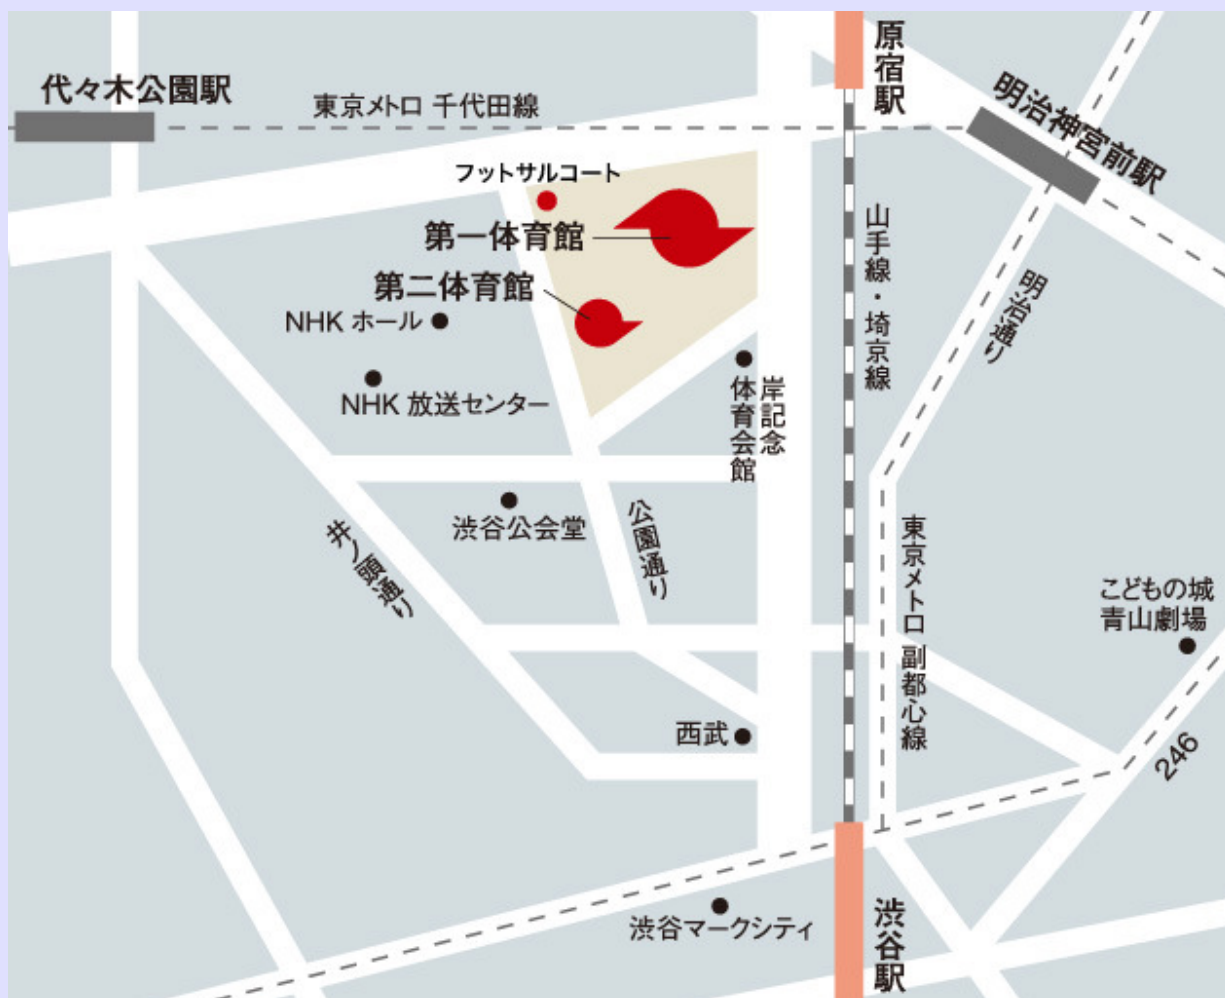 原宿駅
代々木公園駅
東京メトロ 千代田線
明治神宮前駅
フットサルコート
第一体育館
第二体育館
山手線・埼京線
明治通り
NHK ホール
NHK 放送センター
岸記念
体育会館
渋谷公会堂
公園通り
井ノ頭通り
東京メトロ 副都心線
こどもの城
青山劇場
西武
246
渋谷マークシティ
渋谷駅